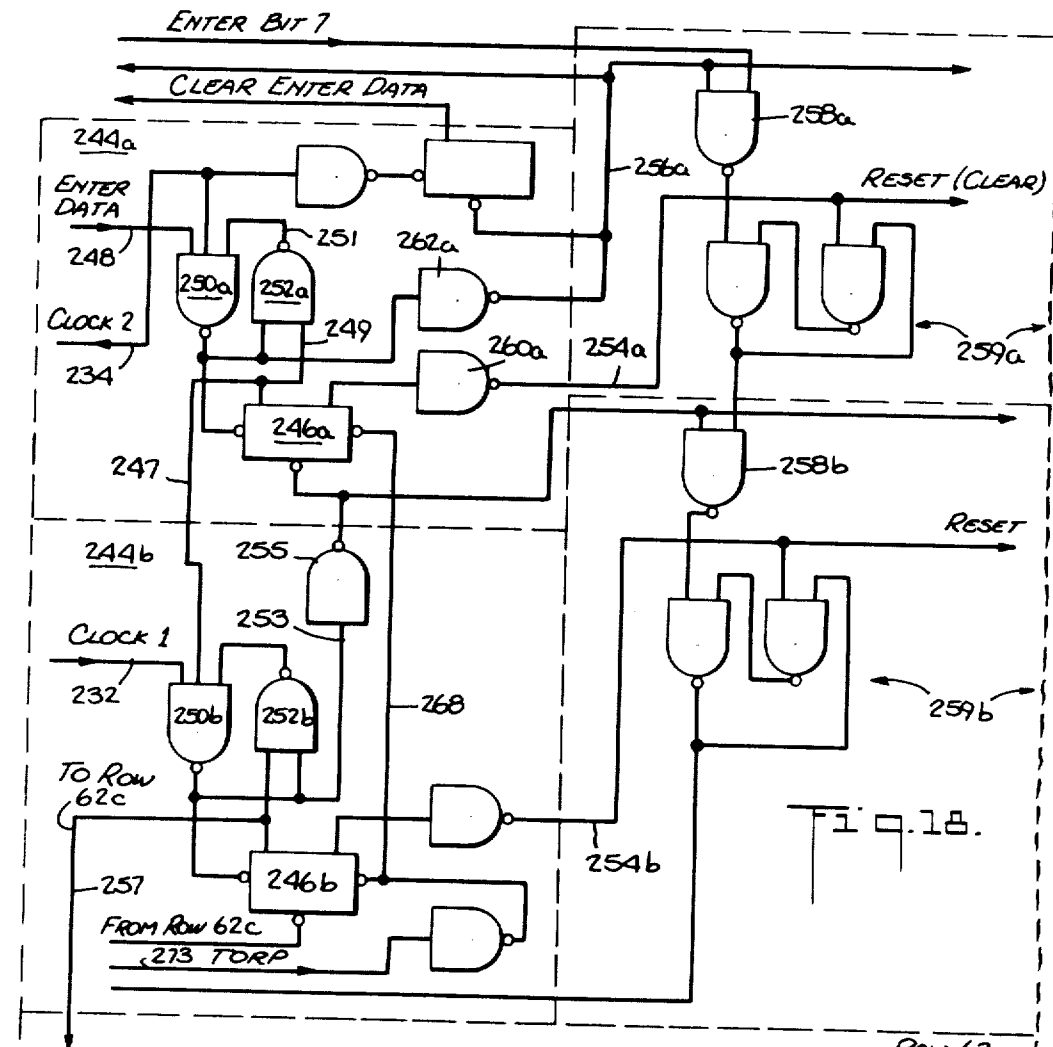 ENTER BIT 7
CLEAR ENTER DATA
258a
244a
256a
RESET (CLEAR)
ENTER
DATA
251
262a
248
250a
252a
CLOCK 2
249
260a
254a
259a
234
246a
247
258b
244b
255
RESET
253
CLOCK 1
232
268
250b
252b
259b
TO ROW
62c
Fig. 18.
254b
257
246b
FROM ROW 62c
273 TORP